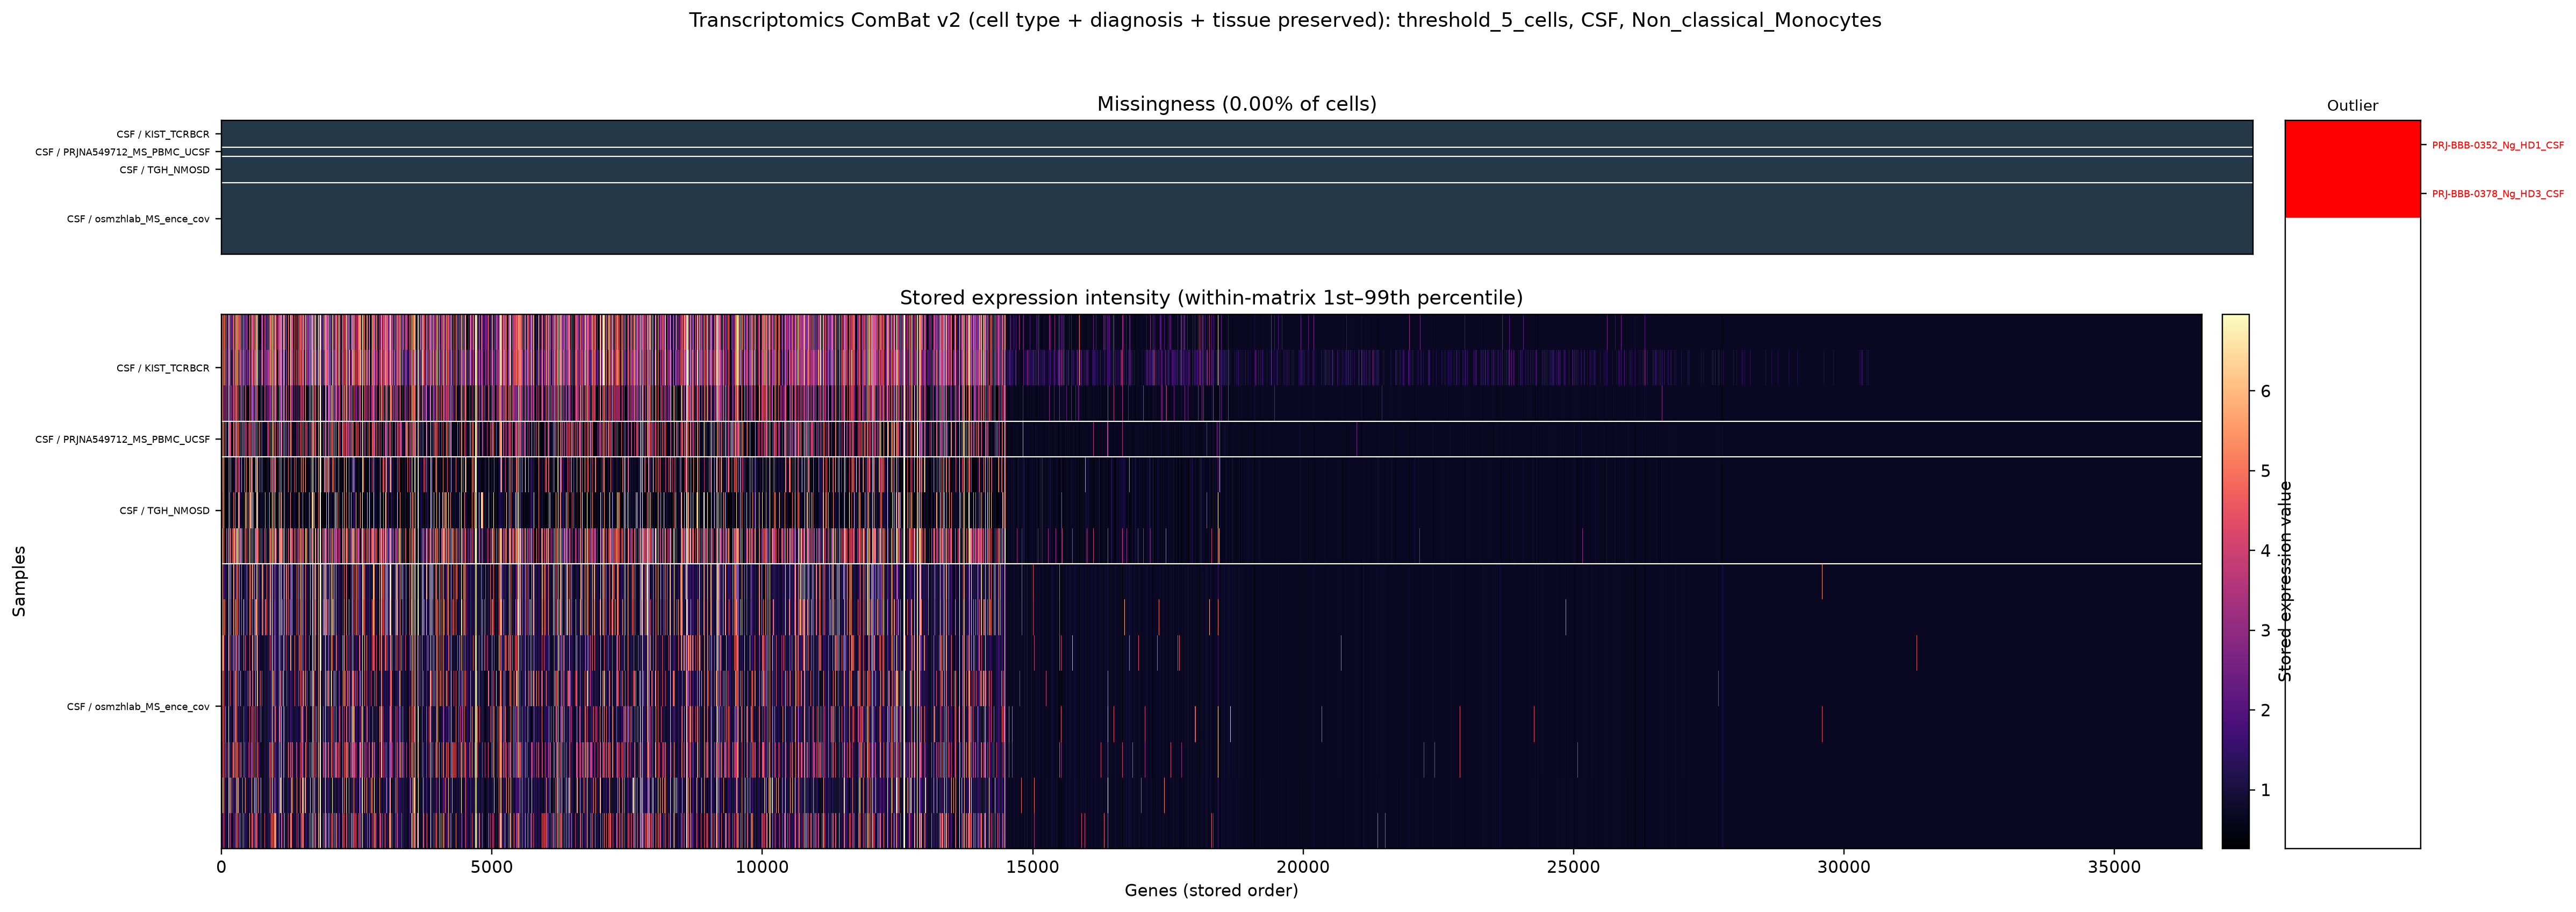 Transcriptomics ComBat v2 (cell type + diagnosis + tissue preserved): threshold_5_cells, CSF, Non_classical_Monocytes
Missingness (0.00% of cells)
Outlier
CSF / KIST_TCRBCR
CSF / PRJNA549712_MS_PBMC_UCSF
CSF / TGH_NMOSD
CSF / osmzhlab_MS_ence_cov
PRJ-BBB-0352_Ng_HD1_CSF
PRJ-BBB-0378_Ng_HD3_CSF
Stored expression intensity (within-matrix 1st–99th percentile)
Samples
CSF / KIST_TCRBCR
CSF / PRJNA549712_MS_PBMC_UCSF
CSF / TGH_NMOSD
CSF / osmzhlab_MS_ence_cov
6
5
4
3
2
1
Stored expression value
0 5000 10000 15000 20000 25000 30000 35000
Genes (stored order)